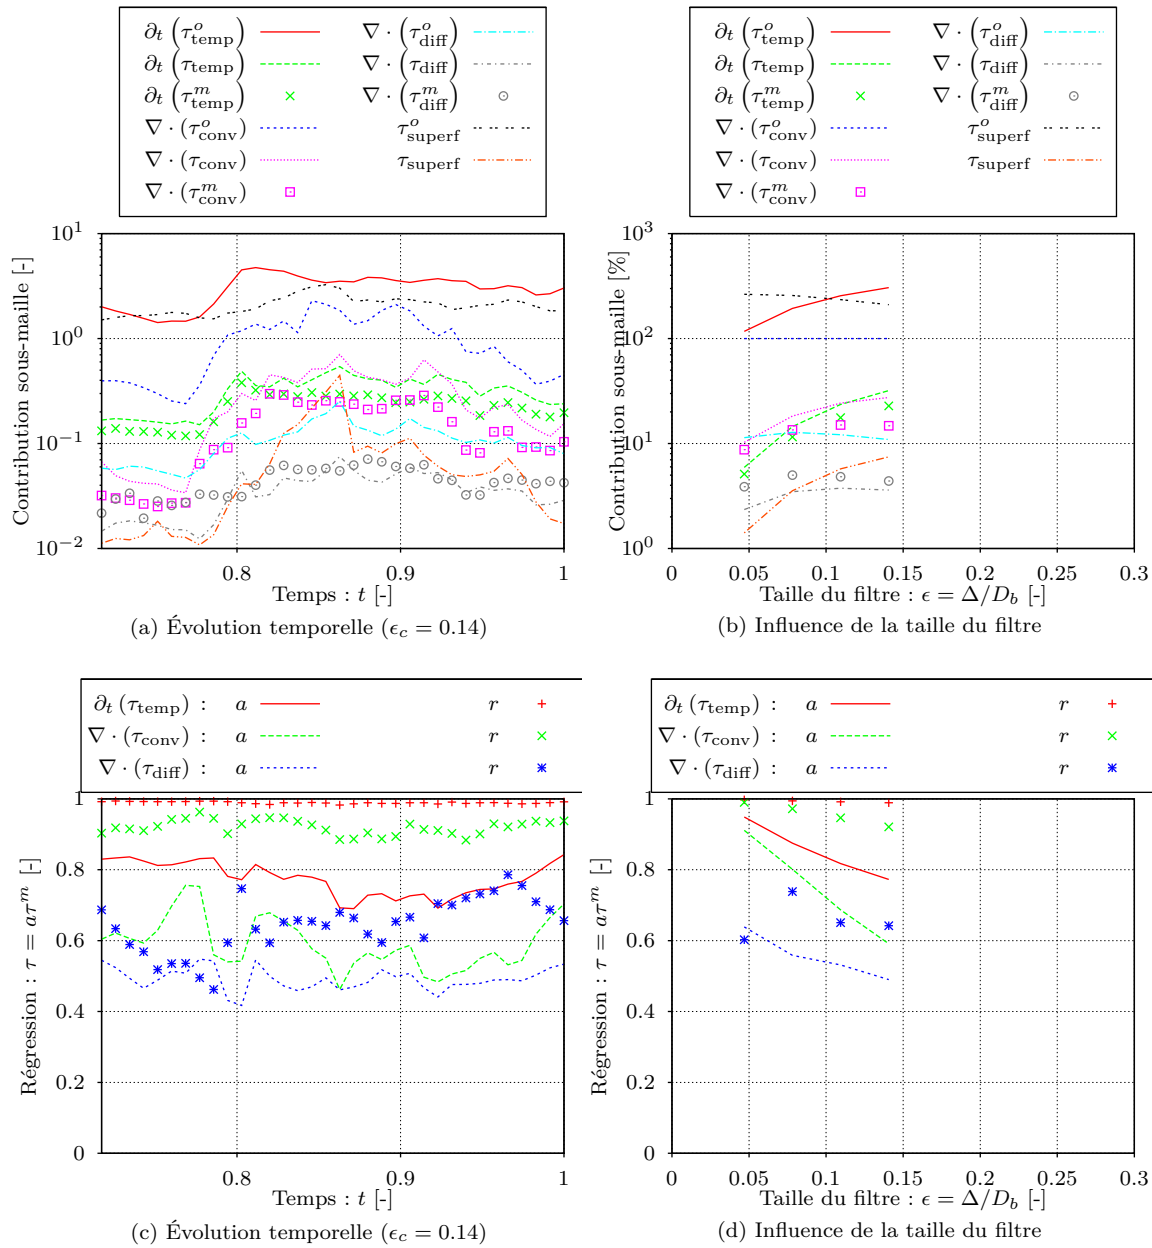 ∂t (τ^o_temp) ∇ · (τ^o_diff)
∂t (τ_temp) ∇ · (τ_diff)
∂t (τ^m_temp) ∇ · (τ^m_diff)
∇ · (τ^o_conv) τ^o_superf
∇ · (τ_conv) τ_superf
∇ · (τ^m_conv)
Contribution sous-maille [-]
10^1
10^0
10^−1
10^−2
0.8 0.9 1
Temps : t [-]
(a) Évolution temporelle (ϵ_c = 0.14)
∂t (τ^o_temp) ∇ · (τ^o_diff)
∂t (τ_temp) ∇ · (τ_diff)
∂t (τ^m_temp) ∇ · (τ^m_diff)
∇ · (τ^o_conv) τ^o_superf
∇ · (τ_conv) τ_superf
∇ · (τ^m_conv)
Contribution sous-maille [%]
10^3
10^2
10^1
10^0
0 0.05 0.1 0.15 0.2 0.25 0.3
Taille du filtre : ϵ = Δ/D_b [-]
(b) Influence de la taille du filtre
∂t (τ_temp) : a r
∇ · (τ_conv) : a r
∇ · (τ_diff) : a r
Régression : τ = aτ^m [-]
1
0.8
0.6
0.4
0.2
0
0.8 0.9 1
Temps : t [-]
(c) Évolution temporelle (ϵ_c = 0.14)
∂t (τ_temp) : a r
∇ · (τ_conv) : a r
∇ · (τ_diff) : a r
Régression : τ = aτ^m [-]
1
0.8
0.6
0.4
0.2
0
0 0.05 0.1 0.15 0.2 0.25 0.3
Taille du filtre : ϵ = Δ/D_b [-]
(d) Influence de la taille du filtre